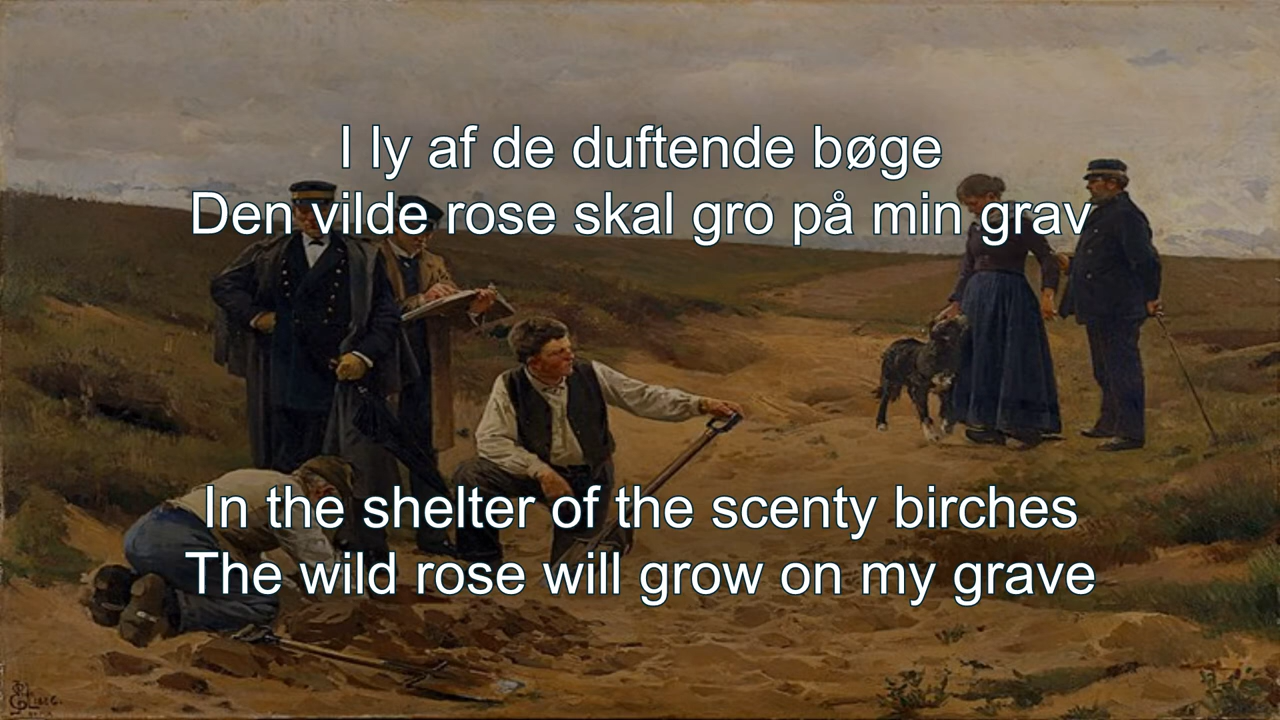 I ly af de duftende bøge
Den vilde rose skal gro på min grav
In the shelter of the scenty birches
The wild rose will grow on my grave